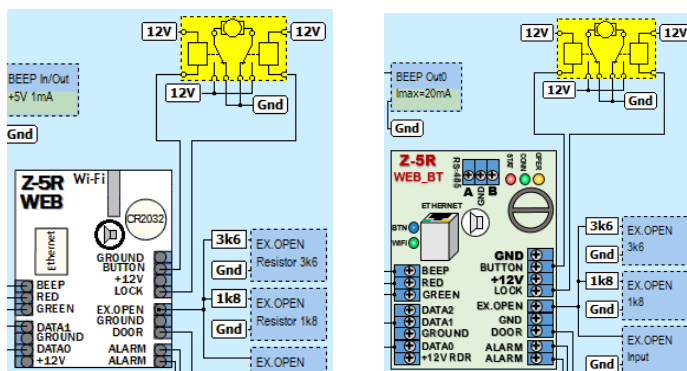 12V
12V
BEEP In/Out
+5V 1mA
12V
Gnd
Gnd
Z-5R
WEB
Wi-Fi
CR2032
Ethernet
GROUND
BUTTON
+12V
LOCK
BEEP
RED
GREEN
EX.OPEN
GROUND
DOOR
DATA1
GROUND
DATA0
+12V
ALARM
ALARM
3k6
EX.OPEN
Resistor 3k6
Gnd
1k8
EX.OPEN
Resistor 1k8
Gnd
EX.OPEN
12V
12V
BEEP Out0
Imax=20mA
12V
Gnd
Gnd
Z-5R
WEB_BT
RS-485
A
GND
B
STAT
CONN
OPER
ETHERNET
BTN
WIFI
GND
BUTTON
+12V
LOCK
BEEP
RED
GREEN
EX.OPEN
GND
DOOR
DATA2
DATA1
GROUND
DATA0
+12V RDR
ALARM
ALARM
3k6
EX.OPEN
3k6
Gnd
1k8
EX.OPEN
1k8
Gnd
EX.OPEN
Input
Gnd